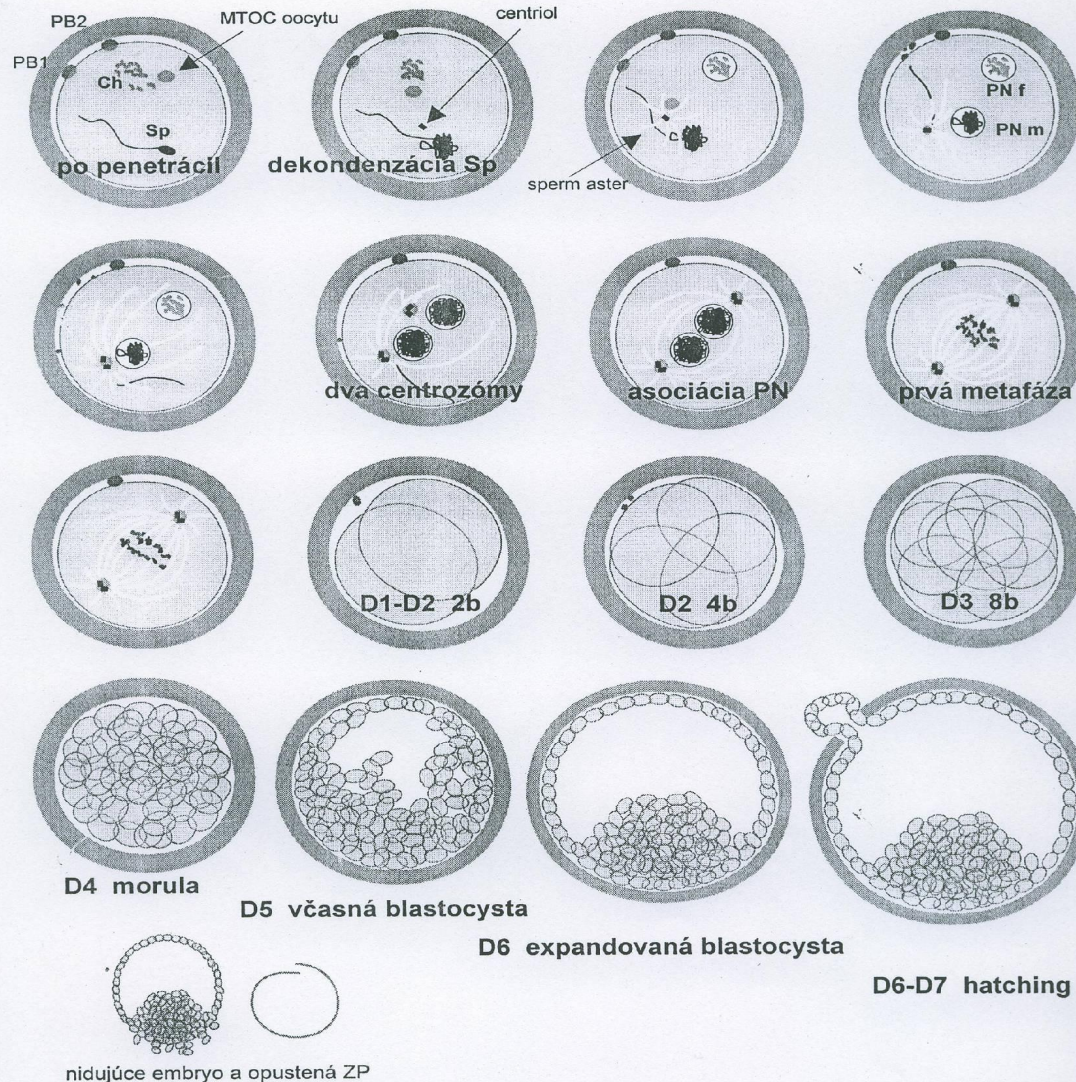 PB2
MTOC oocytu
centriol
PB1
Ch
Sp
PN f
PN m
po penetrácii
dekondenzácia Sp
sperm aster
dva centrozómy
asociácia PN
prvá metafáza
D1-D2 2b
D2 4b
D3 8b
D4 morula
D5 včasná blastocysta
D6 expandovaná blastocysta
D6-D7 hatching
nidujúce embryo a opustená ZP